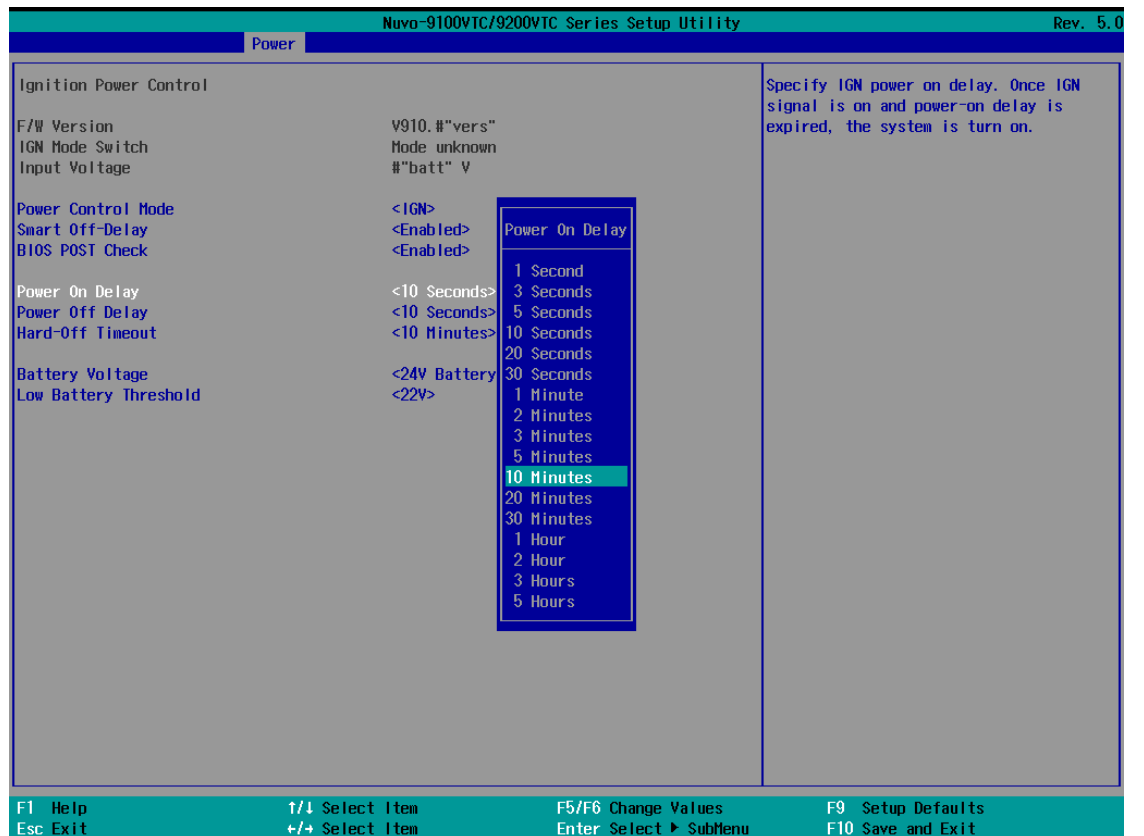 Nuvo-9100VTC/9200VTC Series Setup Utility Rev. 5.0
Power
Ignition Power Control
F/W Version V910.#"vers"
IGN Mode Switch Mode unknown
Input Voltage #"batt" V
Power Control Mode <IGN>
Smart Off-Delay <Enabled>
BIOS POST Check <Enabled>
Power On Delay <10 Seconds>
Power Off Delay <10 Seconds>
Hard-Off Timeout <10 Minutes>
Battery Voltage <24V Battery
Low Battery Threshold <22V>
Power On Delay
1 Second
3 Seconds
5 Seconds
10 Seconds
20 Seconds
30 Seconds
1 Minute
2 Minutes
3 Minutes
5 Minutes
10 Minutes
20 Minutes
30 Minutes
1 Hour
2 Hour
3 Hours
5 Hours
Specify IGN power on delay. Once IGN
signal is on and power-on delay is
expired, the system is turn on.
F1 Help ↑/↓ Select Item F5/F6 Change Values F9 Setup Defaults
Esc Exit ←/→ Select Item Enter Select ▶ SubMenu F10 Save and Exit